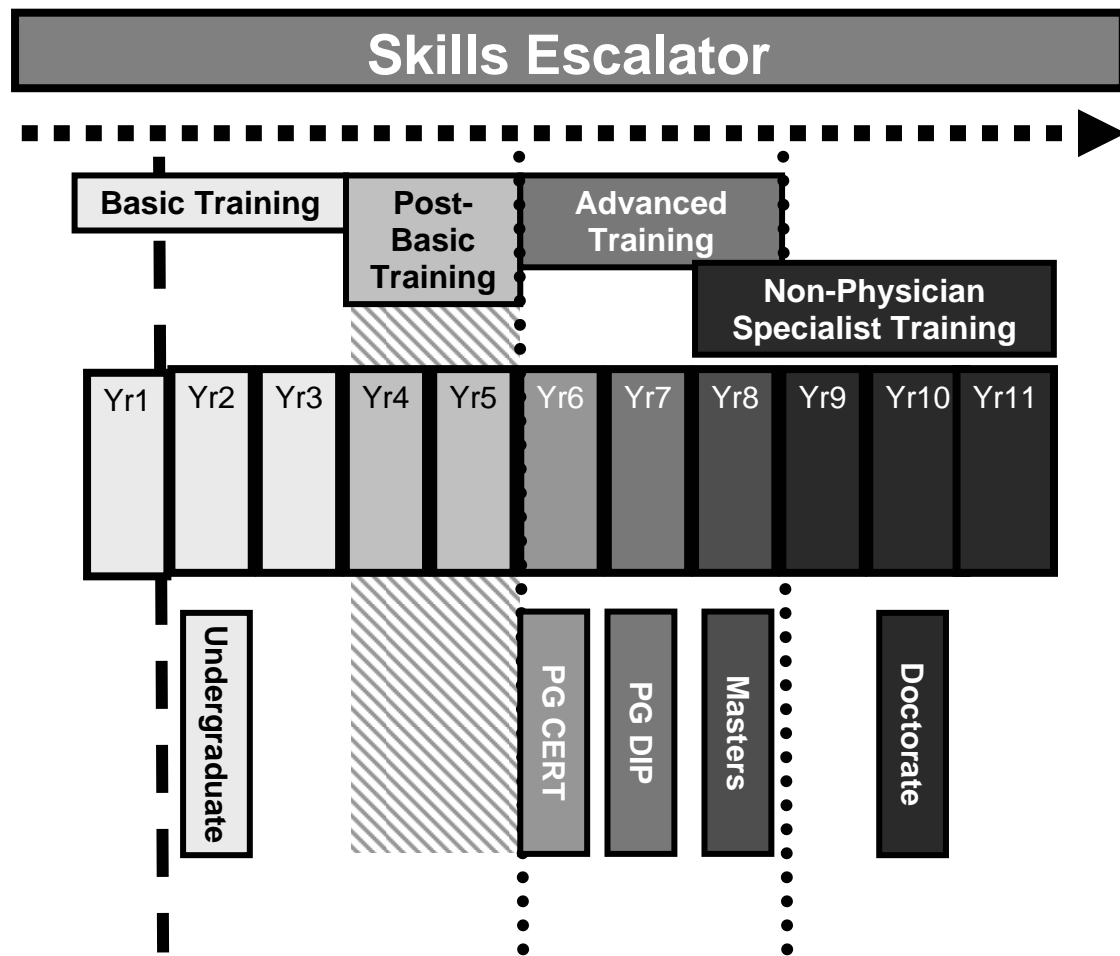 Skills Escalator
Basic Training
Post-
Basic
Training
Advanced
Training
Non-Physician
Specialist Training
Yr1
Yr2
Yr3
Yr4
Yr5
Yr6
Yr7
Yr8
Yr9
Yr10
Yr11
Undergraduate
PG CERT
PG DIP
Masters
Doctorate